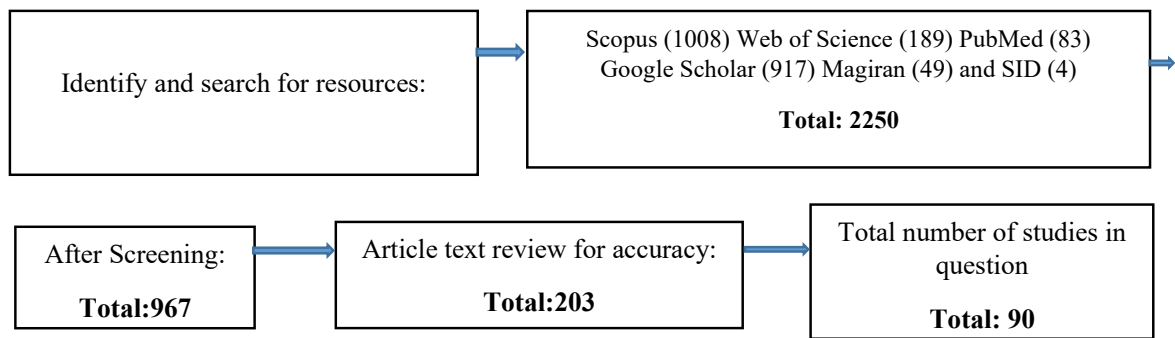 Identify and search for resources:
Scopus (1008) Web of Science (189) PubMed (83)
Google Scholar (917) Magiran (49) and SID (4)
Total: 2250
After Screening:
Total:967
Article text review for accuracy:
Total:203
Total number of studies in
question
Total: 90